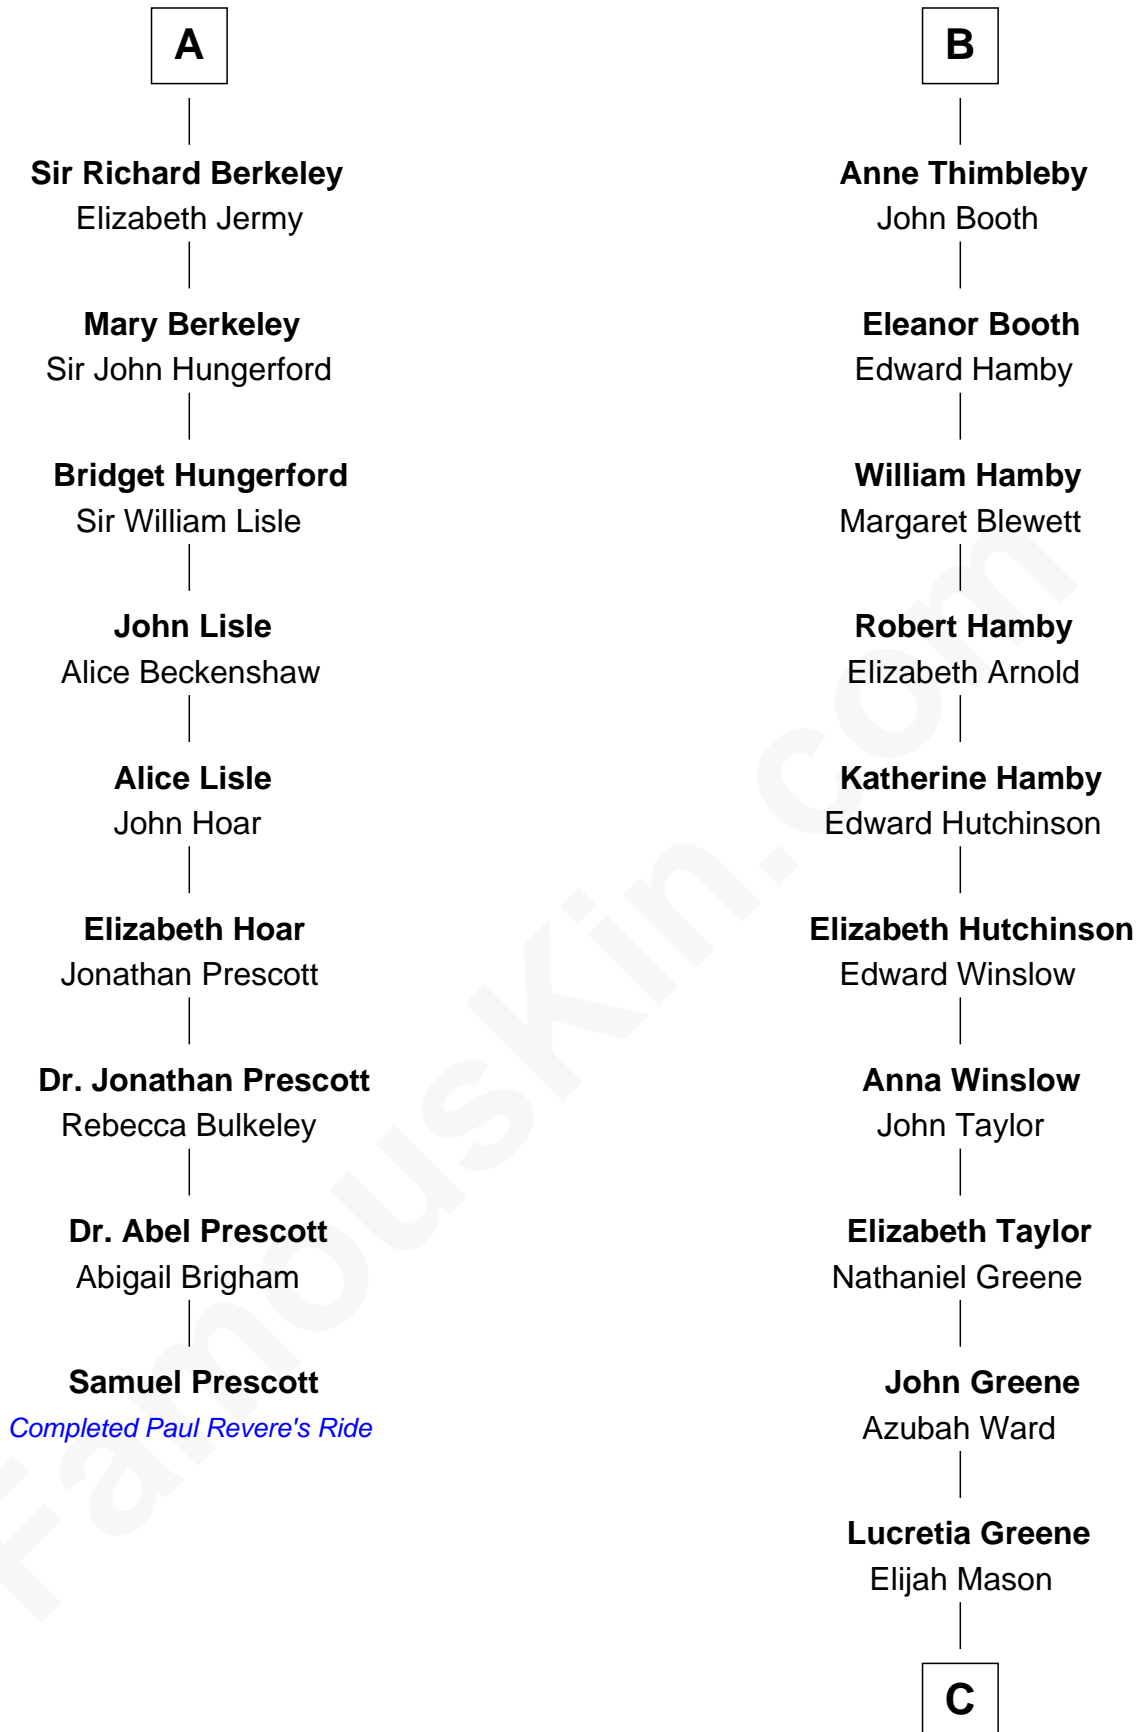 A
Sir Richard Berkeley
Elizabeth Jermy
Mary Berkeley
Sir John Hungerford
Bridget Hungerford
Sir William Lisle
John Lisle
Alice Beckenshaw
Alice Lisle
John Hoar
Elizabeth Hoar
Jonathan Prescott
Dr. Jonathan Prescott
Rebecca Bulkeley
Dr. Abel Prescott
Abigail Brigham
Samuel Prescott
Completed Paul Revere's Ride
B
Anne Thimbleby
John Booth
Eleanor Booth
Edward Hamby
William Hamby
Margaret Blewett
Robert Hamby
Elizabeth Arnold
Katherine Hamby
Edward Hutchinson
Elizabeth Hutchinson
Edward Winslow
Anna Winslow
John Taylor
Elizabeth Taylor
Nathaniel Greene
John Greene
Azubah Ward
Lucretia Greene
Elijah Mason
C
FamousKin.com